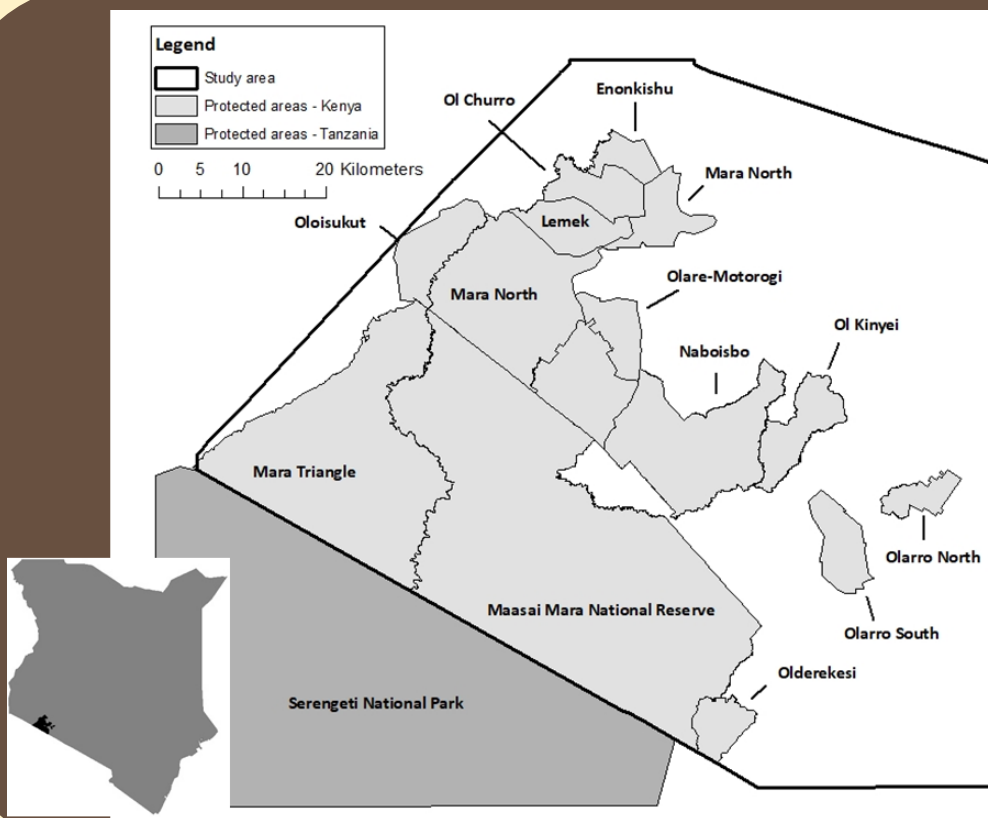 Legend
Study area
Protected areas - Kenya
Protected areas - Tanzania
0 5 10 20 Kilometers
Ol Churro
Enonkishu
Mara North
Oloisukut
Lemek
Mara North
Olare-Motorogi
Ol Kinyei
Naboisbo
Mara Triangle
Olarro North
Maasai Mara National Reserve
Olarro South
Olderekesi
Serengeti National Park